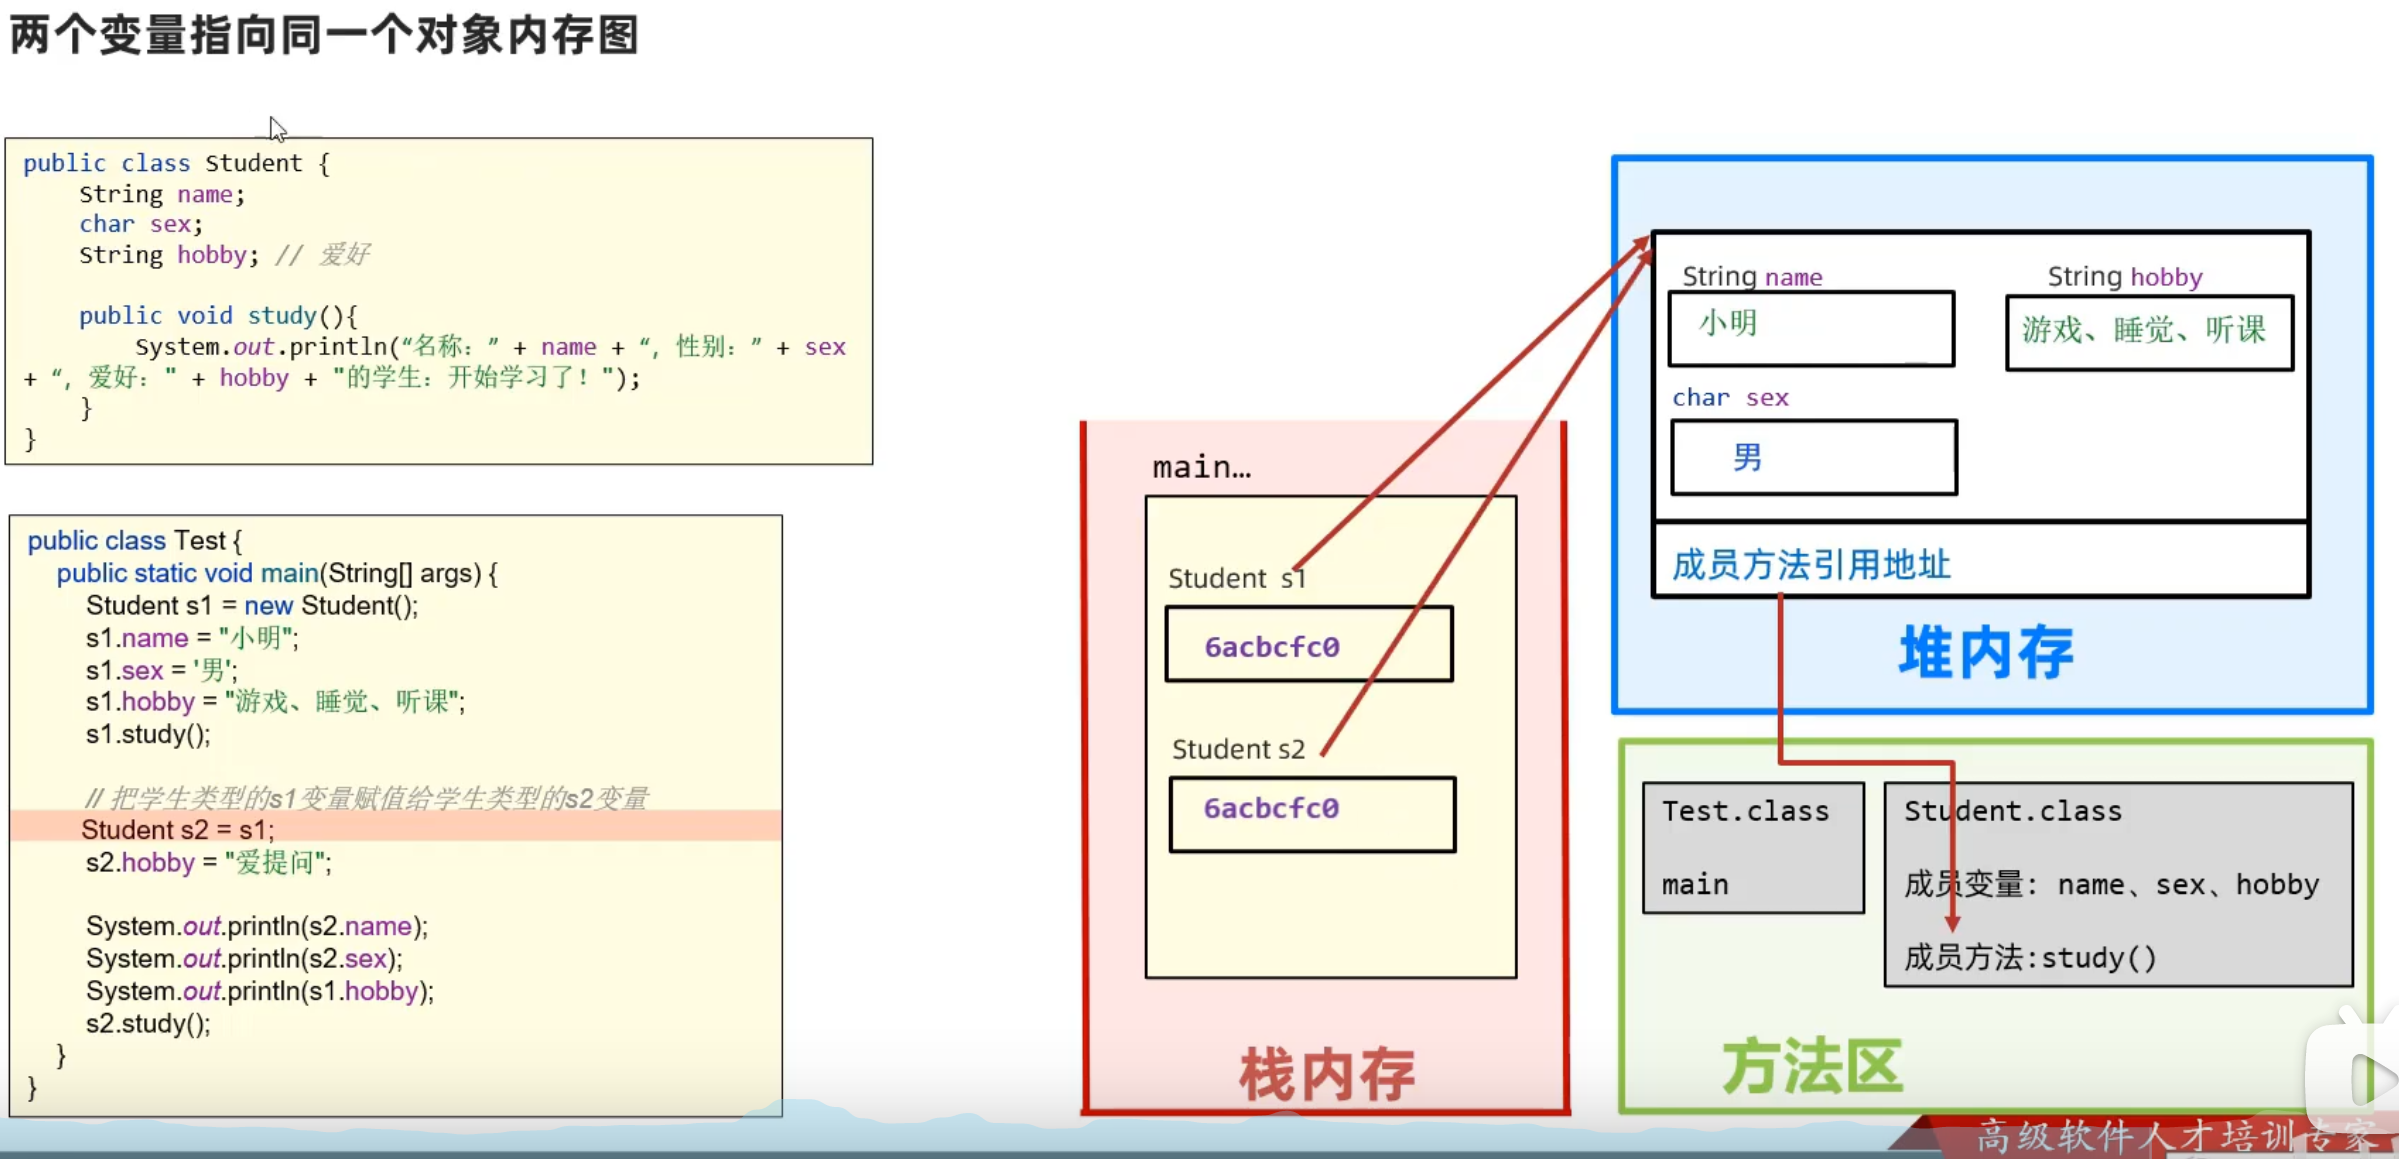 两个变量指向同一个对象内存图
public class Student {
String name;
char sex;
String hobby; // 爱好
public void study(){
System.out.println(“名称：” + name + “, 性别：” + sex
+ “, 爱好：" + hobby + "的学生：开始学习了！");
}
}
public class Test {
public static void main(String[] args) {
Student s1 = new Student();
s1.name = "小明";
s1.sex = '男';
s1.hobby = "游戏、睡觉、听课";
s1.study();
// 把学生类型的s1变量赋值给学生类型的s2变量
Student s2 = s1;
s2.hobby = "爱提问";
System.out.println(s2.name);
System.out.println(s2.sex);
System.out.println(s1.hobby);
s2.study();
}
}
main…
Student s1
6acbcfc0
Student s2
6acbcfc0
栈内存
String name
小明
String hobby
游戏、睡觉、听课
char sex
男
成员方法引用地址
堆内存
Test.class
main
Student.class
成员变量: name、sex、hobby
成员方法:study()
方法区
高级软件人才培训专家